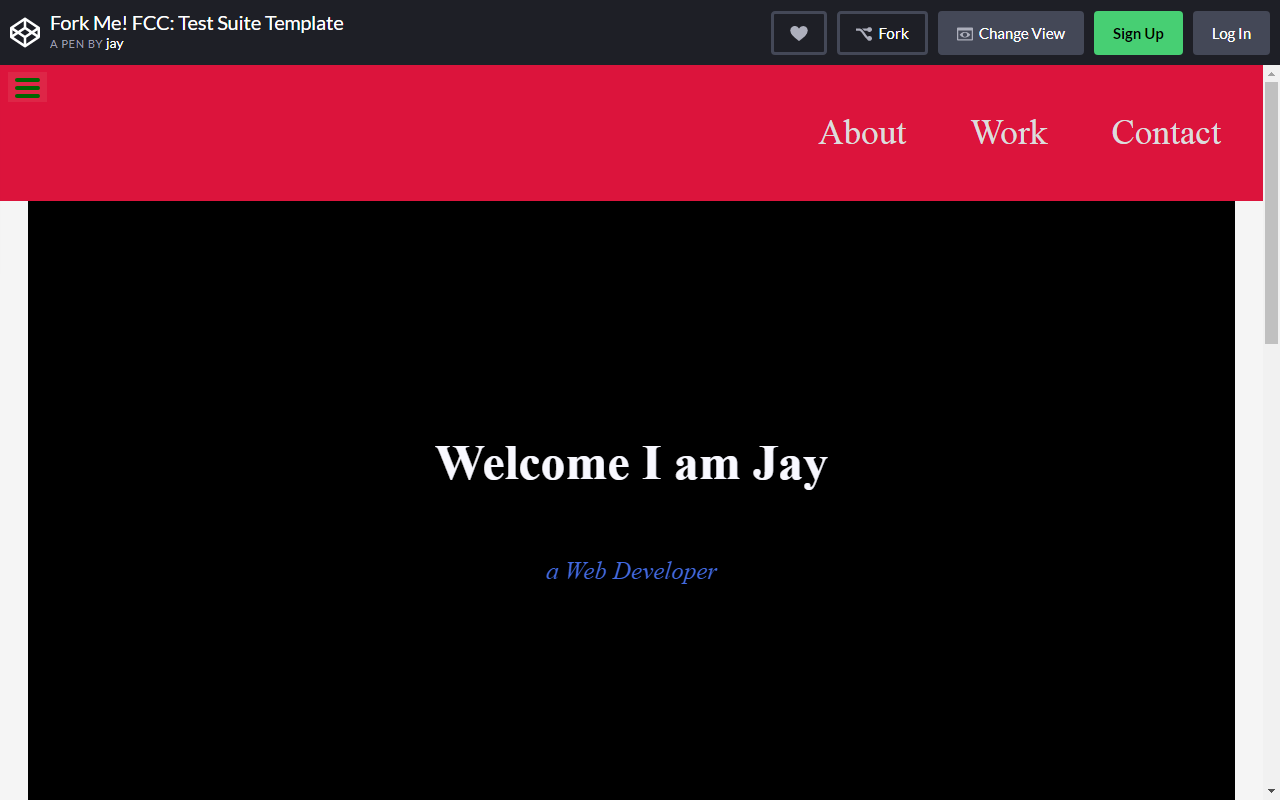 Fork Me! FCC: Test Suite Template
A PEN BY jay
Fork
Change View
Sign Up
Log In
About
Work
Contact
Welcome I am Jay
a Web Developer